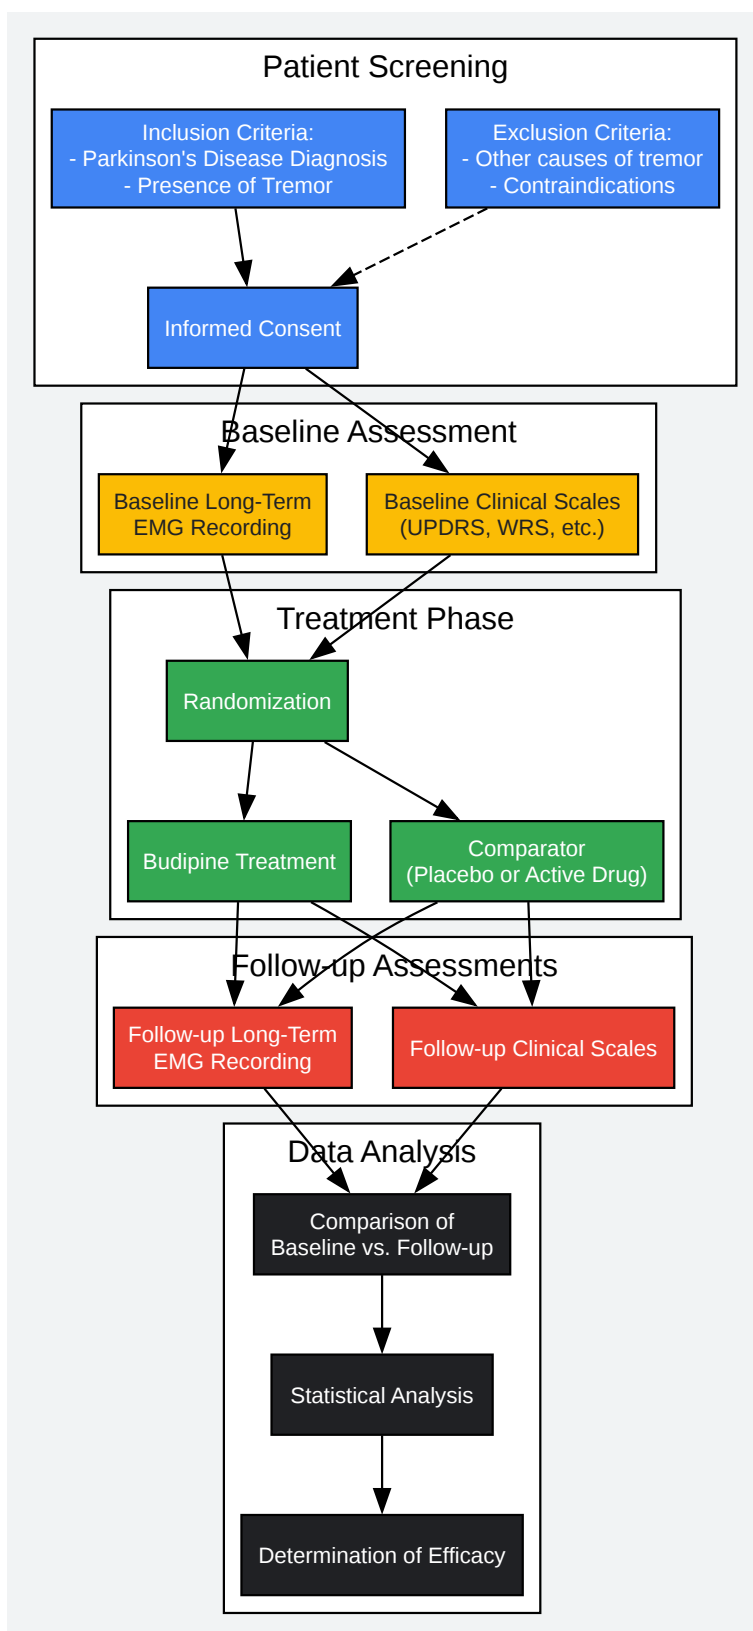 Patient Screening
Inclusion Criteria:
- Parkinson's Disease Diagnosis
- Presence of Tremor
Exclusion Criteria:
- Other causes of tremor
- Contraindications
Informed Consent
Baseline Assessment
Baseline Long-Term
EMG Recording
Baseline Clinical Scales
(UPDRS, WRS, etc.)
Treatment Phase
Randomization
Budipine Treatment
Comparator
(Placebo or Active Drug)
Follow-up Assessments
Follow-up Long-Term
EMG Recording
Follow-up Clinical Scales
Data Analysis
Comparison of
Baseline vs. Follow-up
Statistical Analysis
Determination of Efficacy